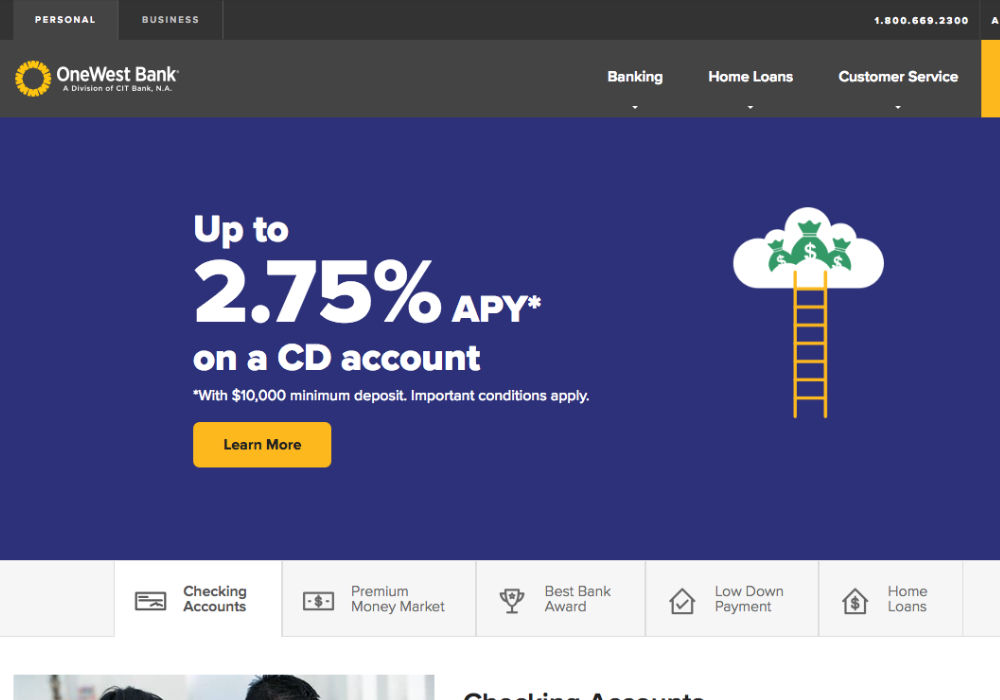 PERSONAL
BUSINESS
1.800.669.2300
A
OneWest Bank
A Division of CIT Bank, N.A.
Banking
Home Loans
Customer Service
Up to
2.75% APY*
on a CD account
*With $10,000 minimum deposit. Important conditions apply.
Learn More
$ $ $
Checking
Accounts
$
Premium
Money Market
Best Bank
Award
Low Down
Payment
$
Home
Loans
Checking Accounts